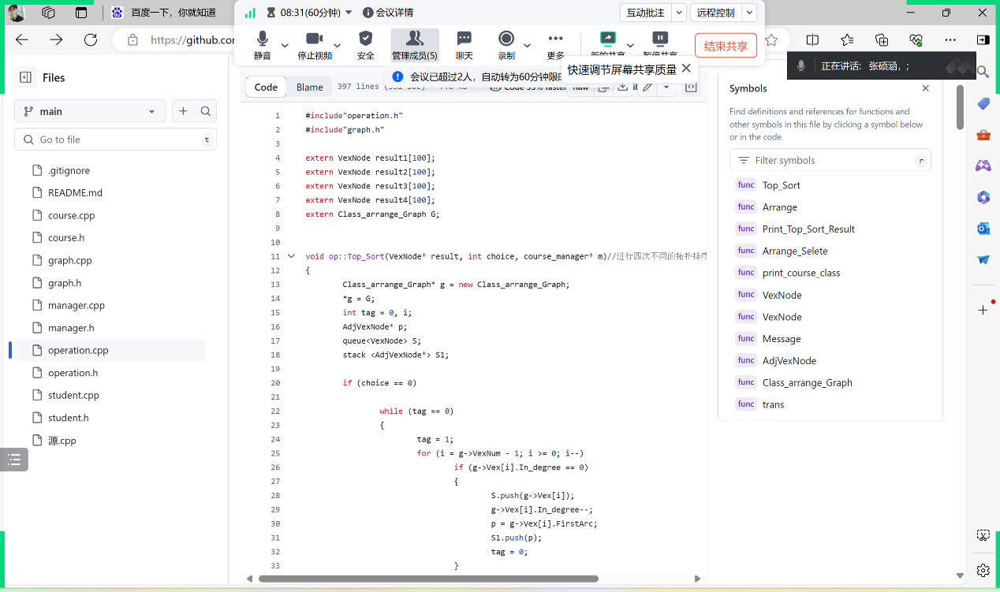 百度一下，你就知道
08:31(60分钟)
会议详情
互动批注
远程控制
https://github.com
静音
停止视频
安全
管理成员(5)
聊天
录制
更多
结束共享
快速调节屏幕共享质量
正在讲话: 张硕涵, ;
会议已超过2人，自动转为60分钟限时
Files
main
Go to file
t
.gitignore
README.md
course.cpp
course.h
graph.cpp
graph.h
manager.cpp
manager.h
operation.cpp
operation.h
student.cpp
student.h
源.cpp
Code
Blame
397 lines
1 #include"operation.h"
2 #include"graph.h"
3
4 extern VexNode result1[100];
5 extern VexNode result2[100];
6 extern VexNode result3[100];
7 extern VexNode result4[100];
8 extern Class_arrange_Graph G;
9
10
11 void op::Top_Sort(VexNode* result, int choice, course_manager* m)//进行四次不同的拓扑排序
12 {
13 Class_arrange_Graph* g = new Class_arrange_Graph;
14 *g = G;
15 int tag = 0, i;
16 AdjVexNode* p;
17 queue<VexNode> S;
18 stack <AdjVexNode*> S1;
19
20 if (choice == 0)
21
22 while (tag == 0)
23 {
24 tag = 1;
25 for (i = g->VexNum - 1; i >= 0; i--)
26 if (g->Vex[i].In_degree == 0)
27 {
28 S.push(g->Vex[i]);
29 g->Vex[i].In_degree--;
30 p = g->Vex[i].FirstArc;
31 S1.push(p);
32 tag = 0;
33 }
Symbols
Find definitions and references for functions and
other symbols in this file by clicking a symbol below
or in the code.
Filter symbols
r
func Top_Sort
func Arrange
func Print_Top_Sort_Result
func Arrange_Selete
func print_course_class
func VexNode
func VexNode
func Message
func AdjVexNode
func Class_arrange_Graph
func trans